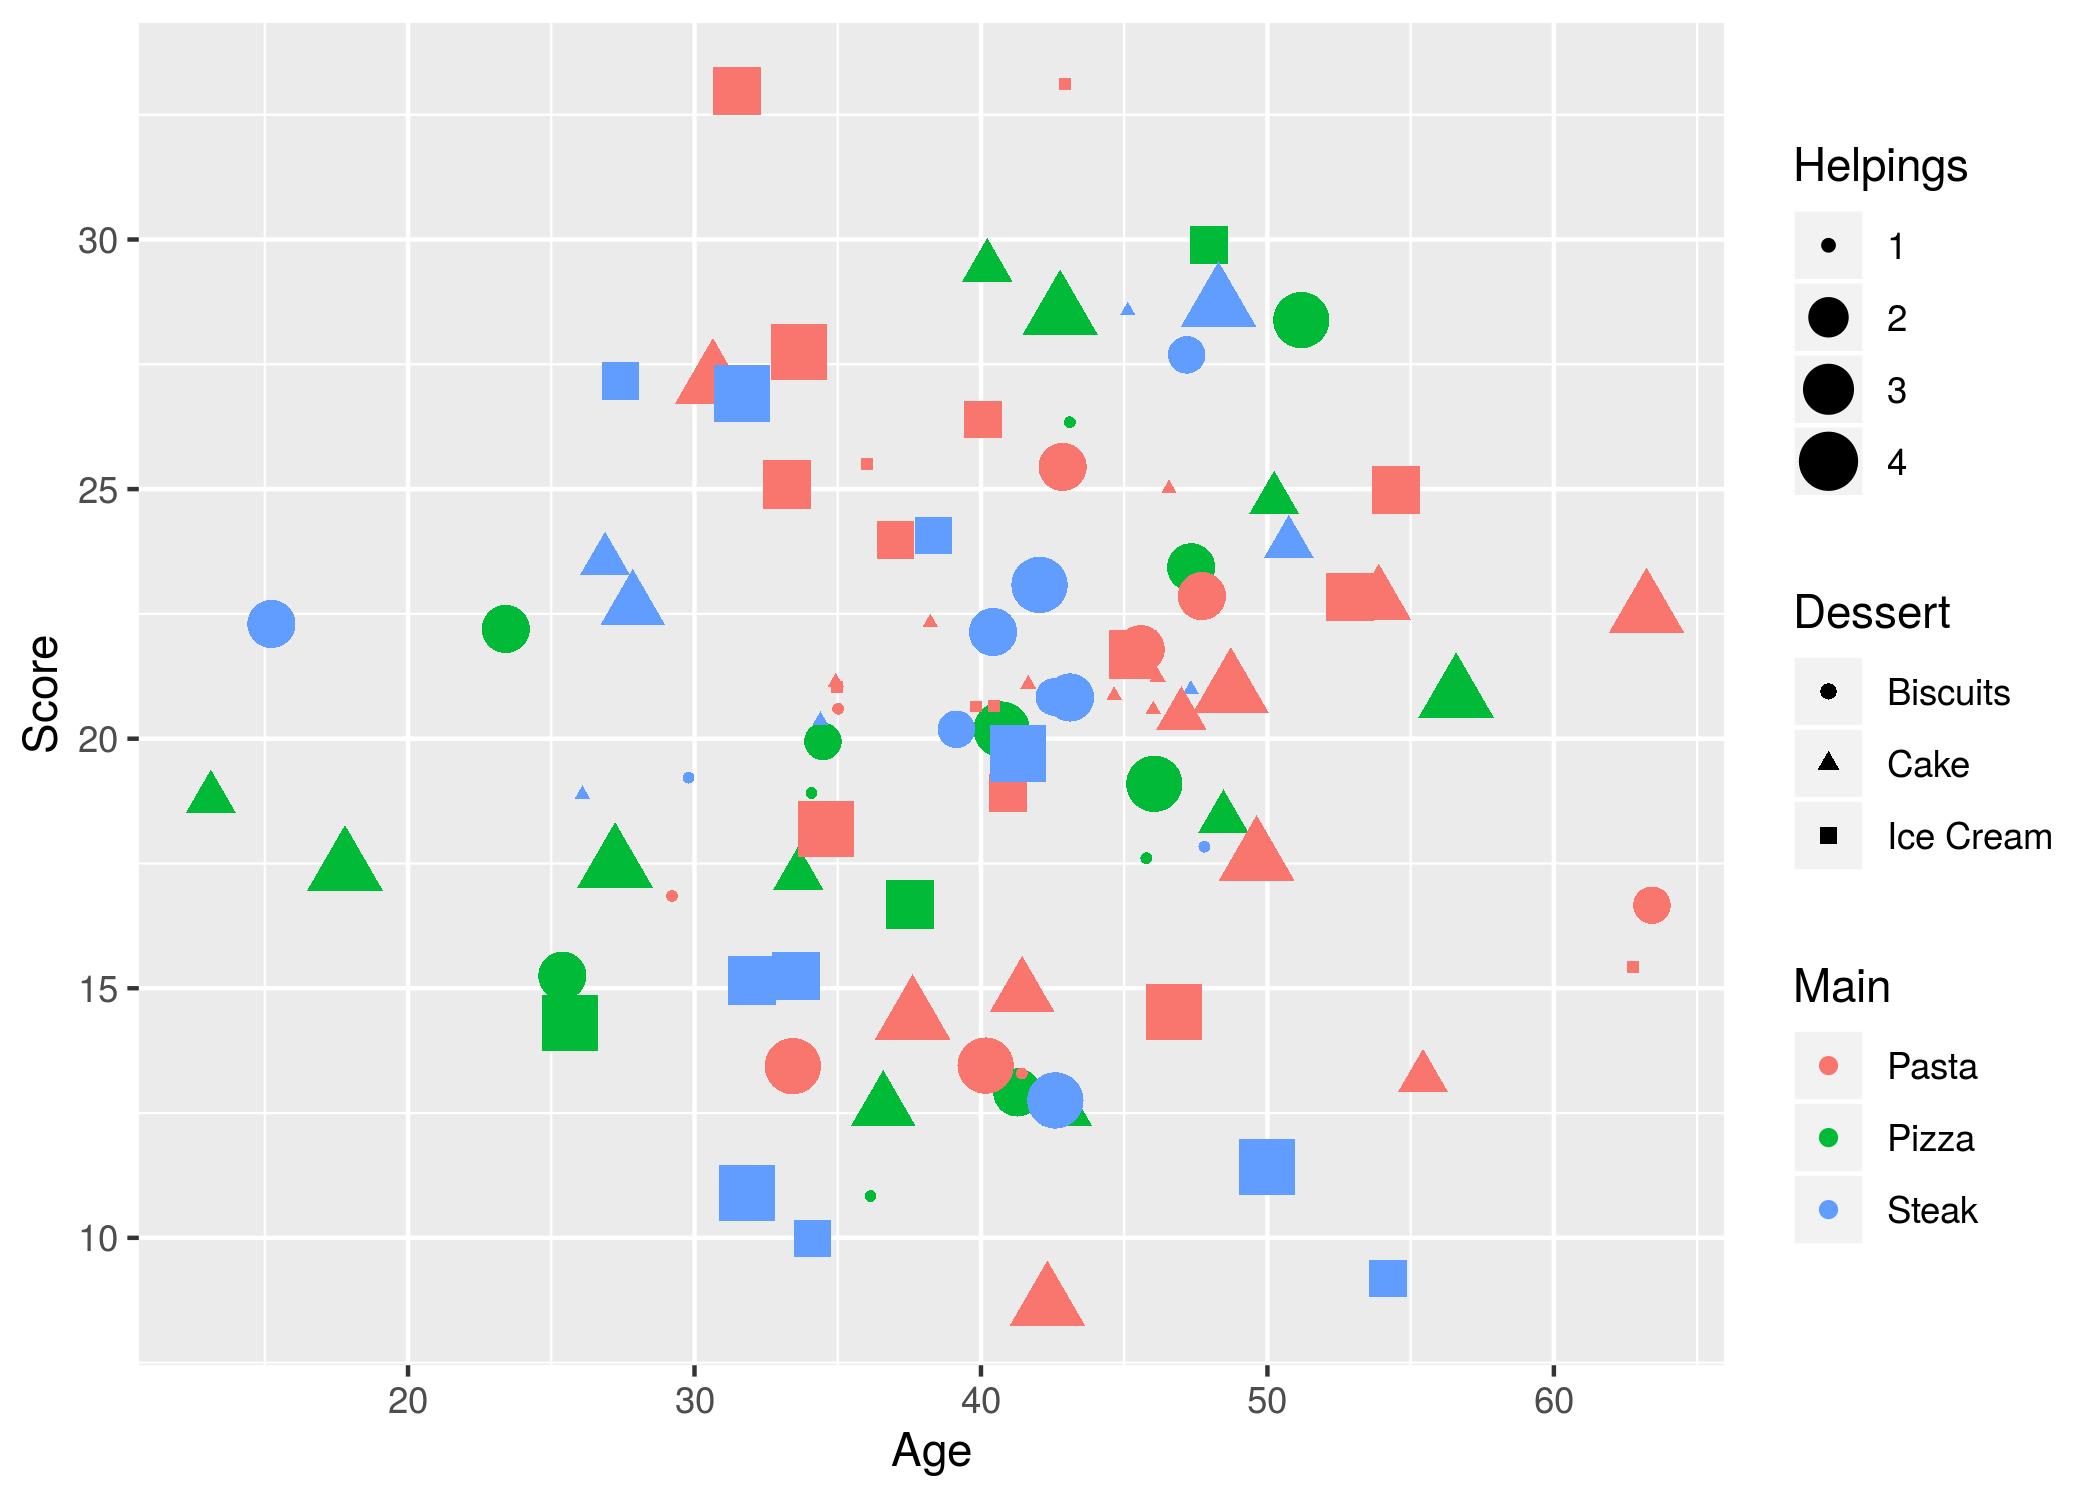 30
25
20
15
10
Score
20 30 40 50 60
Age
Helpings
1
2
3
4
Dessert
Biscuits
Cake
Ice Cream
Main
Pasta
Pizza
Steak